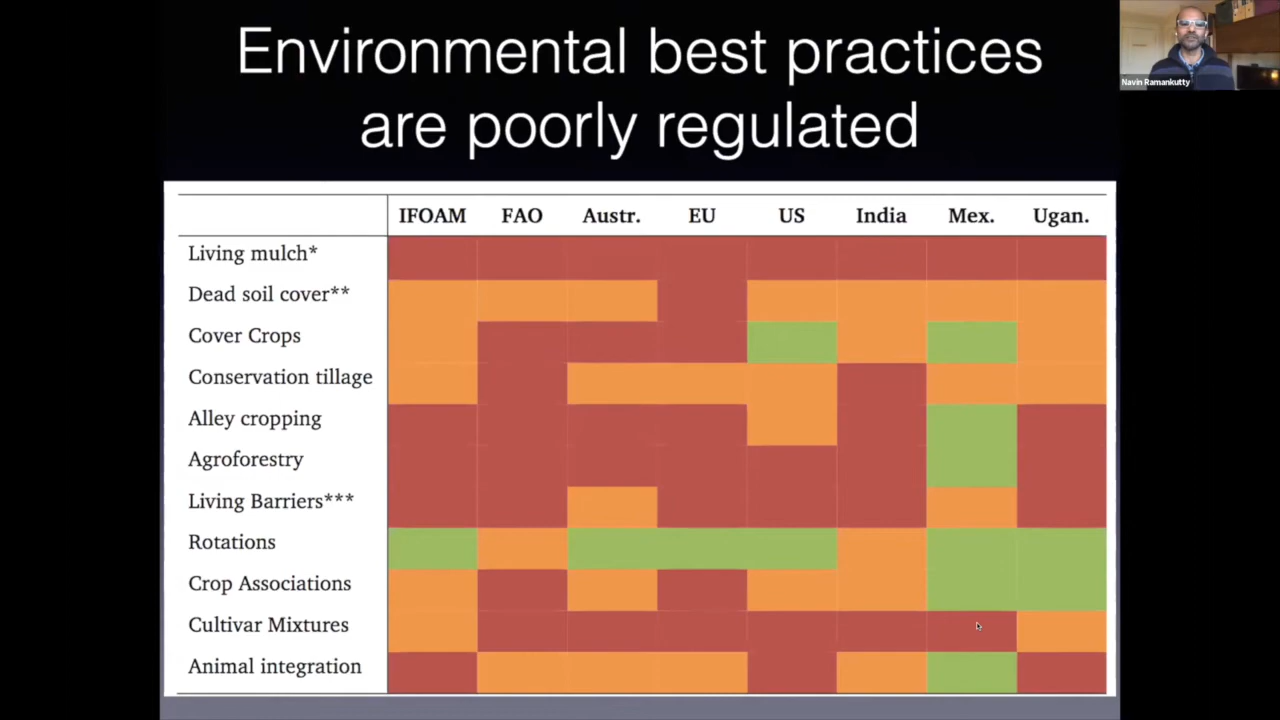 Environmental best practices
are poorly regulated
Navin Ramankutty
IFOAM FAO Austr. EU US India Mex. Ugan.
Living mulch*
Dead soil cover**
Cover Crops
Conservation tillage
Alley cropping
Agroforestry
Living Barriers***
Rotations
Crop Associations
Cultivar Mixtures
Animal integration